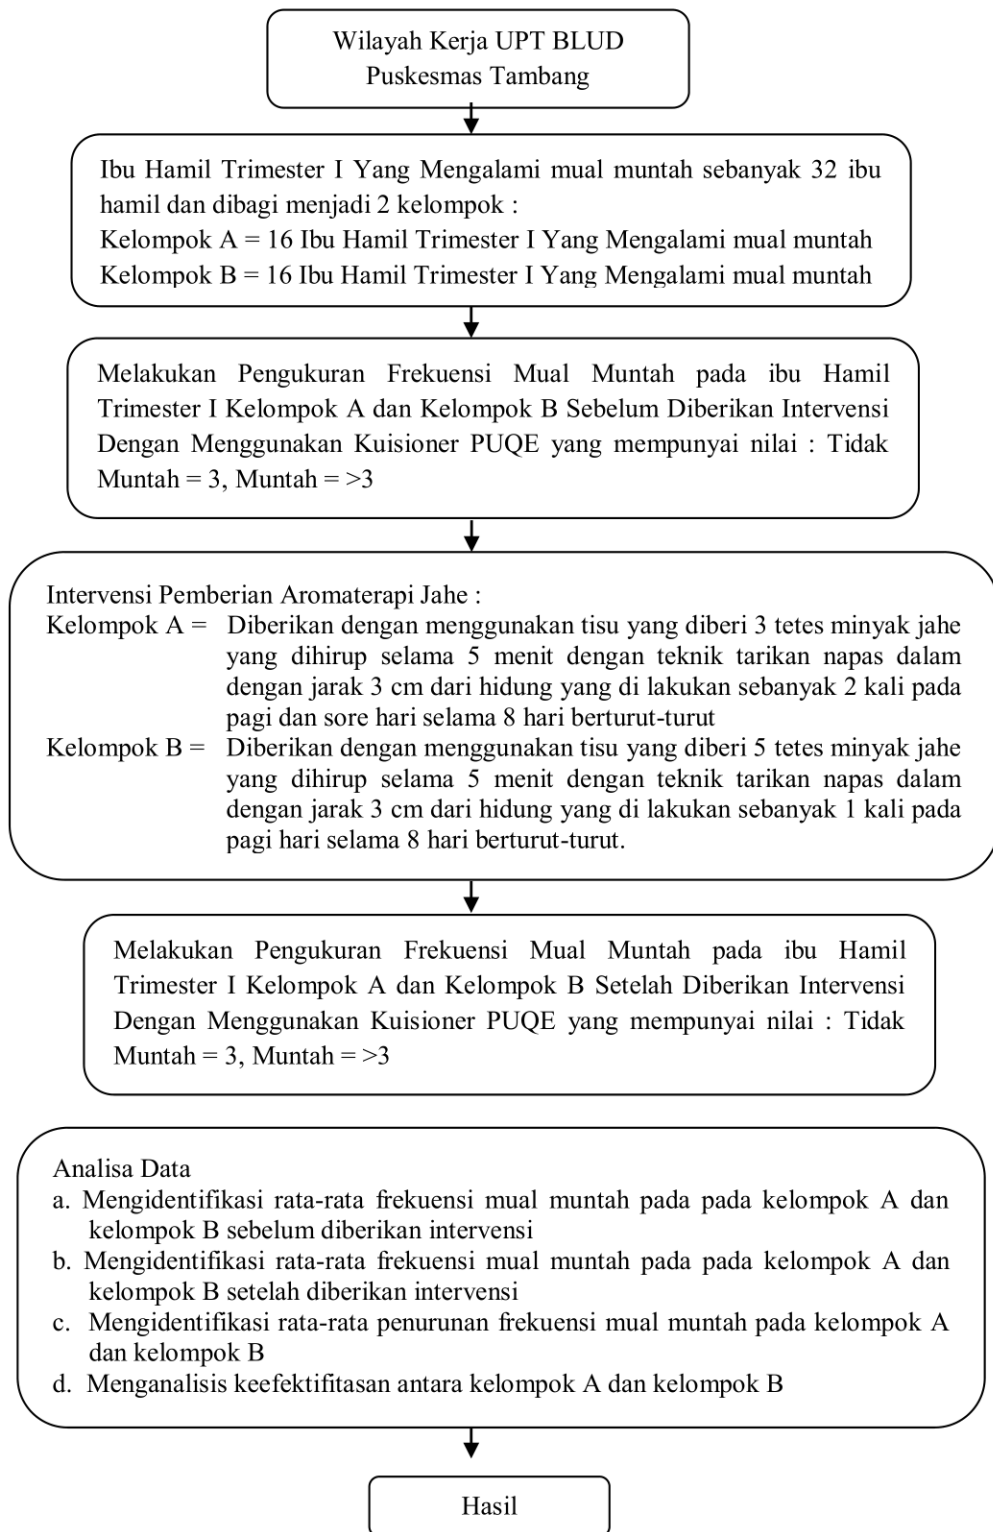 Wilayah Kerja UPT BLUD
Puskesmas Tambang
Ibu Hamil Trimester I Yang Mengalami mual muntah sebanyak 32 ibu
hamil dan dibagi menjadi 2 kelompok :
Kelompok A = 16 Ibu Hamil Trimester I Yang Mengalami mual muntah
Kelompok B = 16 Ibu Hamil Trimester I Yang Mengalami mual muntah
Melakukan Pengukuran Frekuensi Mual Muntah pada ibu Hamil
Trimester I Kelompok A dan Kelompok B Sebelum Diberikan Intervensi
Dengan Menggunakan Kuisioner PUQE yang mempunyai nilai : Tidak
Muntah = 3, Muntah = >3
Intervensi Pemberian Aromaterapi Jahe :
Kelompok A = Diberikan dengan menggunakan tisu yang diberi 3 tetes minyak jahe
yang dihirup selama 5 menit dengan teknik tarikan napas dalam
dengan jarak 3 cm dari hidung yang di lakukan sebanyak 2 kali pada
pagi dan sore hari selama 8 hari berturut-turut
Kelompok B = Diberikan dengan menggunakan tisu yang diberi 5 tetes minyak jahe
yang dihirup selama 5 menit dengan teknik tarikan napas dalam
dengan jarak 3 cm dari hidung yang di lakukan sebanyak 1 kali pada
pagi hari selama 8 hari berturut-turut.
Melakukan Pengukuran Frekuensi Mual Muntah pada ibu Hamil
Trimester I Kelompok A dan Kelompok B Setelah Diberikan Intervensi
Dengan Menggunakan Kuisioner PUQE yang mempunyai nilai : Tidak
Muntah = 3, Muntah = >3
Analisa Data
a. Mengidentifikasi rata-rata frekuensi mual muntah pada pada kelompok A dan
kelompok B sebelum diberikan intervensi
b. Mengidentifikasi rata-rata frekuensi mual muntah pada pada kelompok A dan
kelompok B setelah diberikan intervensi
c. Mengidentifikasi rata-rata penurunan frekuensi mual muntah pada kelompok A
dan kelompok B
d. Menganalisis keefektifitasan antara kelompok A dan kelompok B
Hasil